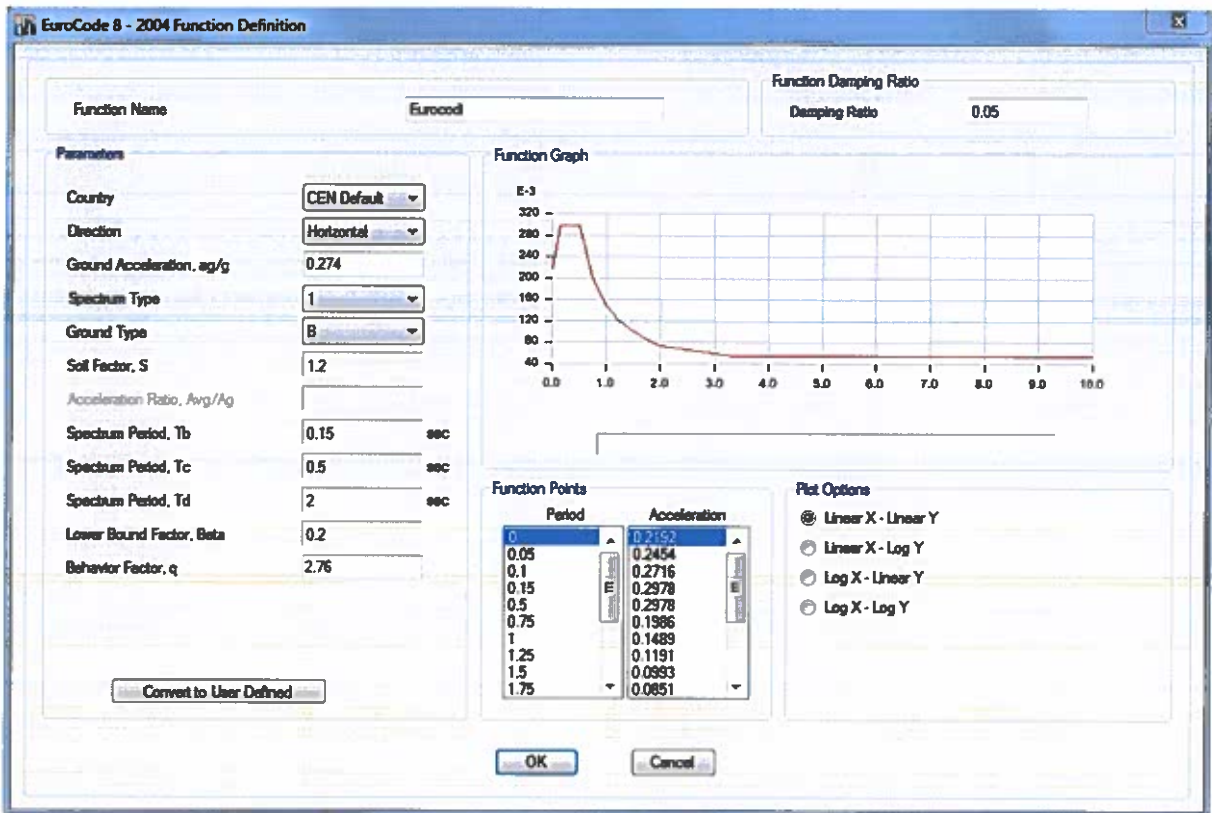 EuroCode 8 - 2004 Function Definition
Function Name
Eurocod
Function Damping Ratio
Damping Ratio
0.05
Parameters
Country
CEN Default
Direction
Horizontal
Ground Acceleration, ag/g
0.274
Spectrum Type
1
Ground Type
B
Soil Factor, S
1.2
Acceleration Ratio, Avg/Ag
Spectrum Period, Tb
0.15 sec
Spectrum Period, Tc
0.5 sec
Spectrum Period, Td
2 sec
Lower Bound Factor, Beta
0.2
Behavior Factor, q
2.76
Convert to User Defined
Function Graph
E-3
320
280
240
200
160
120
80
40
0.0 1.0 2.0 3.0 4.0 5.0 6.0 7.0 8.0 9.0 10.0
Function Points
Period Acceleration
0 0.2192
0.05 0.2454
0.1 0.2716
0.15 0.2978
0.5 0.2978
0.75 0.1986
1 0.1489
1.25 0.1191
1.5 0.0993
1.75 0.0851
Plot Options
Linear X - Linear Y
Linear X - Log Y
Log X - Linear Y
Log X - Log Y
OK
Cancel